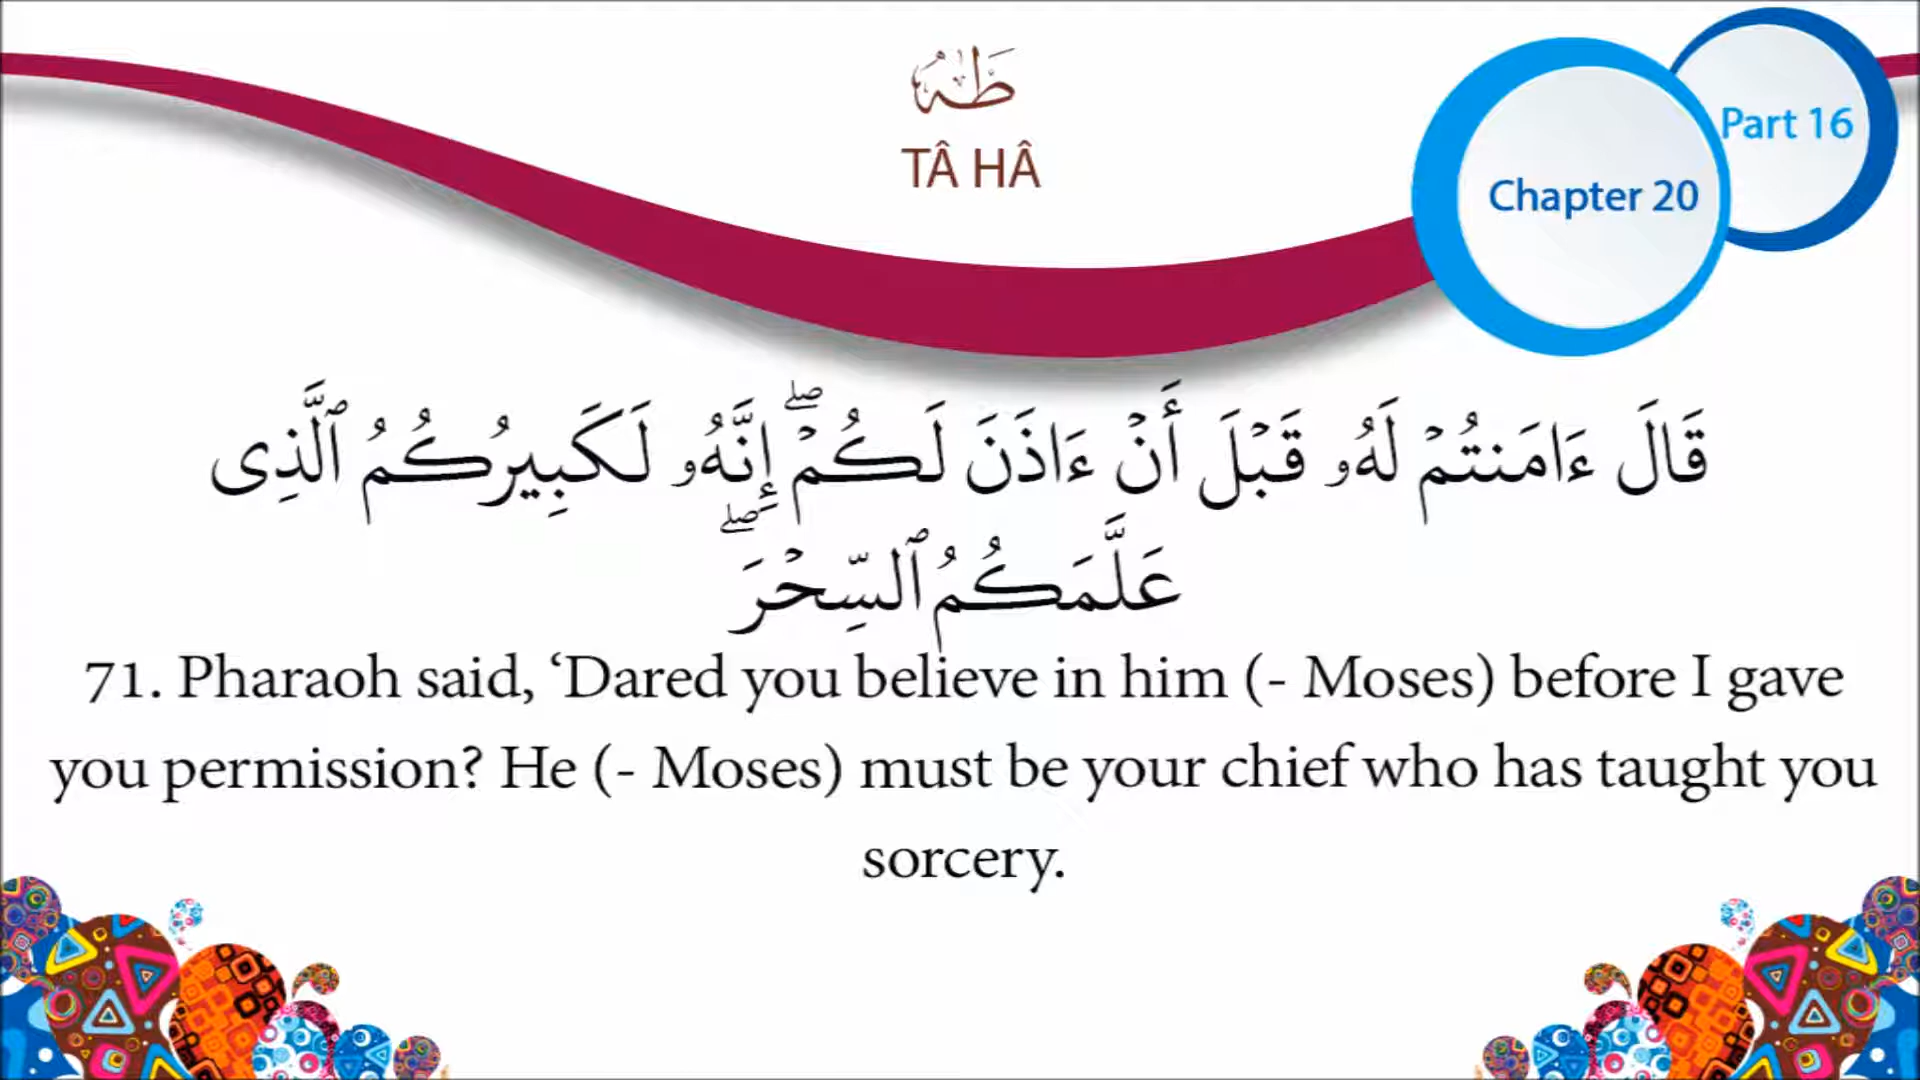 طٰهٰ
TÂ HÂ
Part 16
Chapter 20
قَالَ ءَامَنتُمْ لَهُۥ قَبْلَ أَنْ ءَاذَنَ لَكُمْ ۖ إِنَّهُۥ لَكَبِيرُكُمُ ٱلَّذِى
عَلَّمَكُمُ ٱلسِّحْرَ ۖ
71. Pharaoh said, ‘Dared you believe in him (- Moses) before I gave
you permission? He (- Moses) must be your chief who has taught you
sorcery.